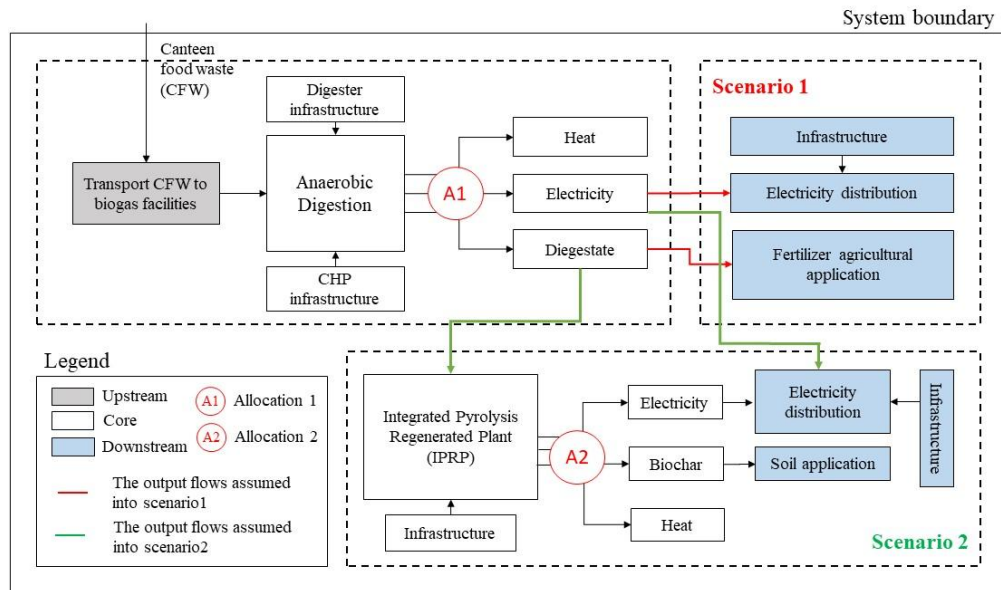 System boundary
Canteen
food waste
(CFW)
Digester
infrastructure
Transport CFW to
biogas facilities
Anaerobic
Digestion
CHP
infrastructure
A1
Heat
Electricity
Diegestate
Scenario 1
Infrastructure
Electricity distribution
Fertilizer agricultural
application
Legend
Upstream
Core
Downstream
A1 Allocation 1
A2 Allocation 2
The output flows assumed
into scenario1
The output flows assumed
into scenario2
Integrated Pyrolysis
Regenerated Plant
(IPRP)
Infrastructure
A2
Electricity
Biochar
Heat
Electricity
distribution
Soil application
Infrastructure
Scenario 2